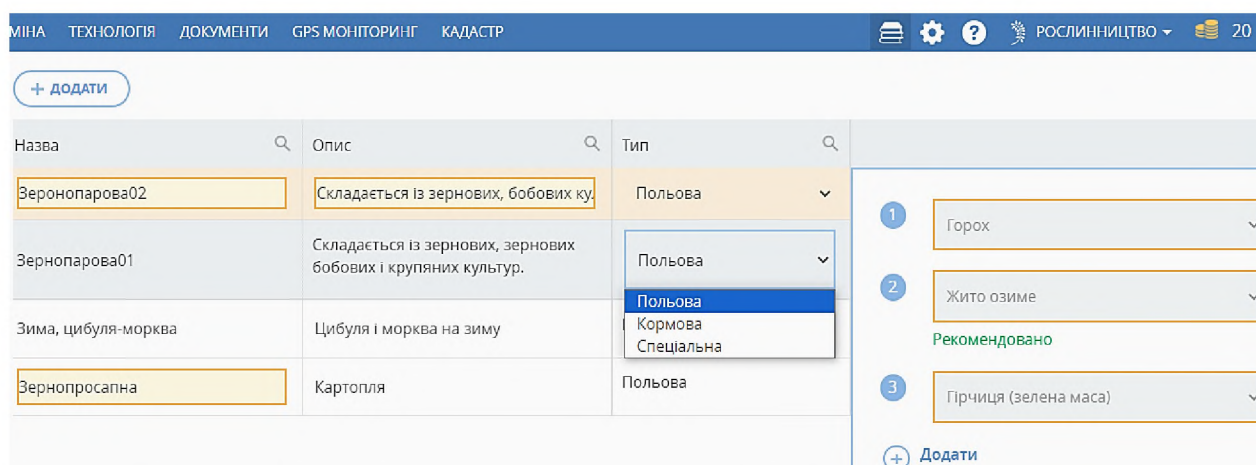 МІНА ТЕХНОЛОГІЯ ДОКУМЕНТИ GPS МОНІТОРИНГ КАДАСТР ? РОСЛИННИЦТВО 20
+ ДОДАТИ
Назва Опис Тип
Зеронопарова02 Складається із зернових, бобових ку. Польова
Зернопарова01 Складається із зернових, зернових
бобових і крупяних культур. Польова
Польова
Кормова
Спеціальна
Зима, цибуля-морква Цибуля і морква на зиму
Зернопросапна Картопля Польова
1 Горох
2 Жито озиме
Рекомендовано
3 Гірчиця (зелена маса)
+ Додати